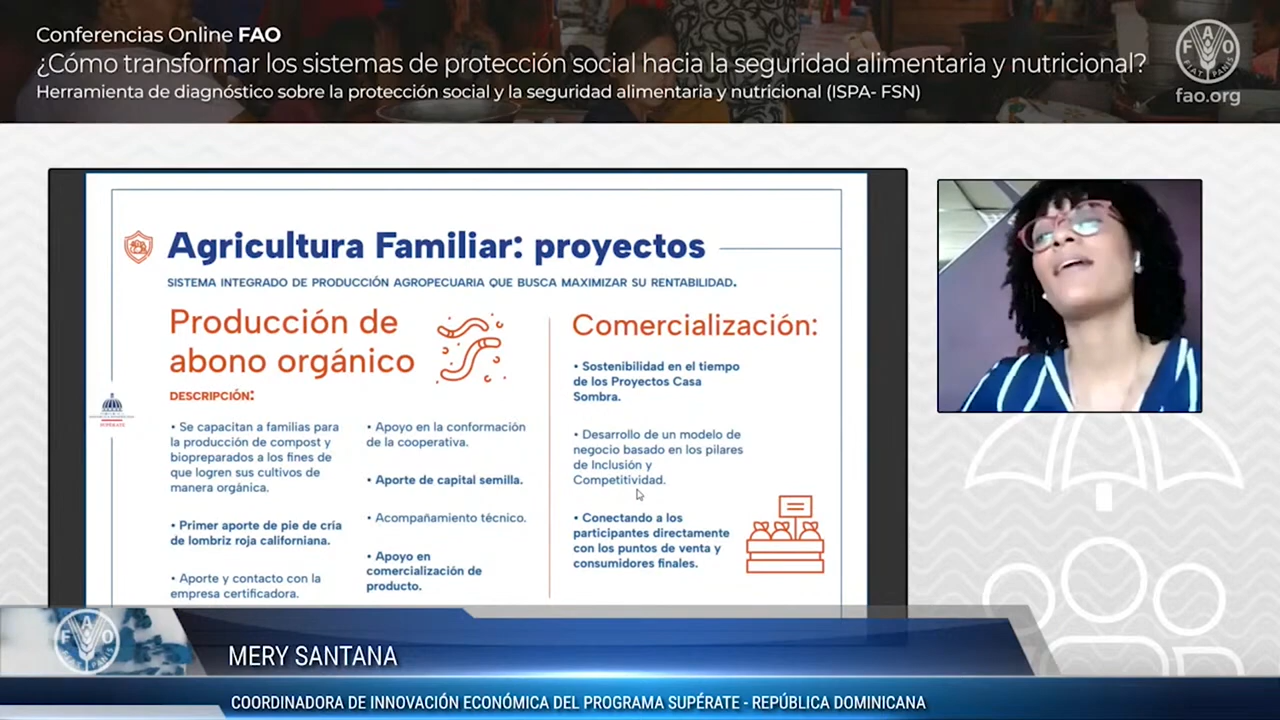 Conferencias Online FAO
¿Cómo transformar los sistemas de protección social hacia la seguridad alimentaria y nutricional?
Herramienta de diagnóstico sobre la protección social y la seguridad alimentaria y nutricional (ISPA- FSN)
FAO
FIAT PANIS
fao.org
Agricultura Familiar: proyectos
SISTEMA INTEGRADO DE PRODUCCIÓN AGROPECUARIA QUE BUSCA MAXIMIZAR SU RENTABILIDAD.
Producción de
abono orgánico
DESCRIPCIÓN:
• Se capacitan a familias para
la producción de compost y
biopreparados a los fines de
que logren sus cultivos de
manera orgánica.
• Primer aporte de pie de cría
de lombriz roja californiana.
• Aporte y contacto con la
empresa certificadora.
• Apoyo en la conformación
de la cooperativa.
• Aporte de capital semilla.
• Acompañamiento técnico.
• Apoyo en
comercialización de
producto.
Comercialización:
• Sostenibilidad en el tiempo
de los Proyectos Casa
Sombra.
• Desarrollo de un modelo de
negocio basado en los pilares
de Inclusión y
Competitividad.
• Conectando a los
participantes directamente
con los puntos de venta y
consumidores finales.
SUPÉRATE
FAO
FIAT PANIS
MERY SANTANA
COORDINADORA DE INNOVACIÓN ECONÓMICA DEL PROGRAMA SUPÉRATE - REPÚBLICA DOMINICANA